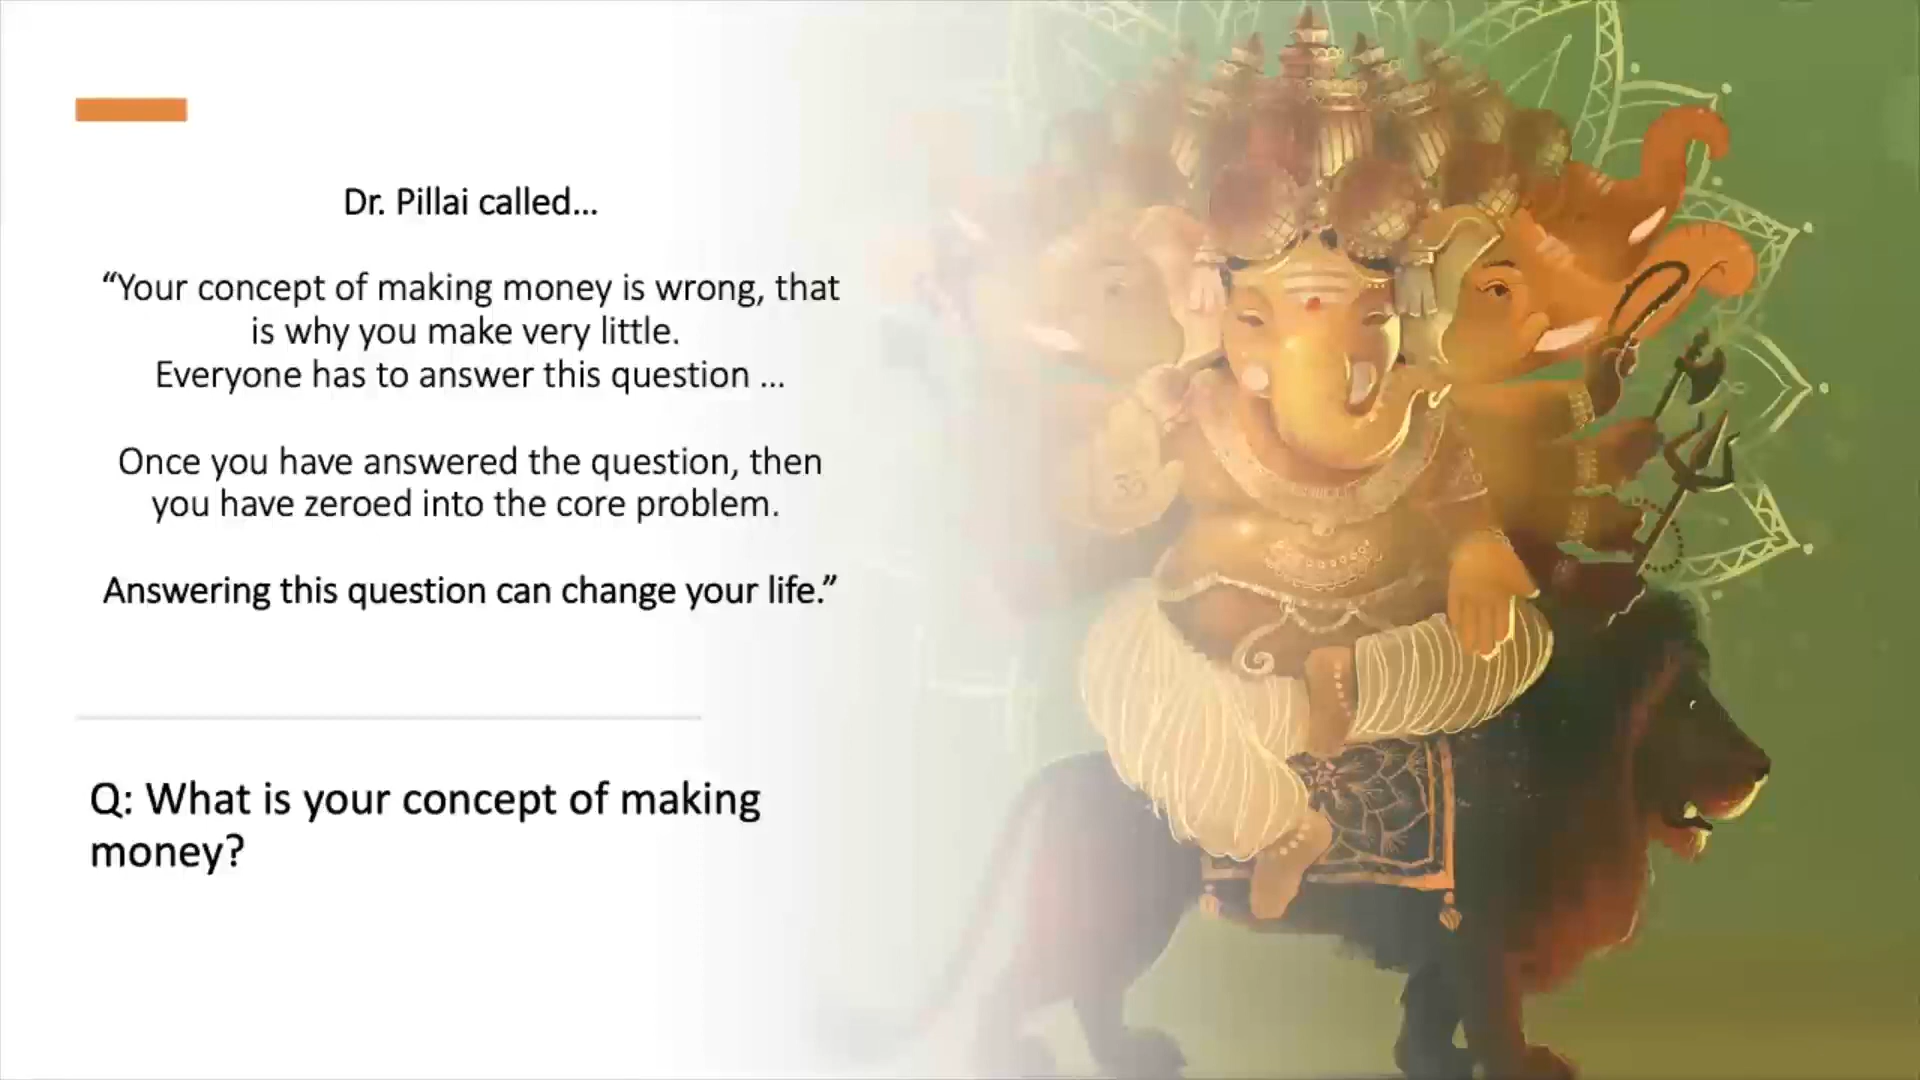 Dr. Pillai called...
“Your concept of making money is wrong, that
is why you make very little.
Everyone has to answer this question ...
Once you have answered the question, then
you have zeroed into the core problem.
Answering this question can change your life.”
Q: What is your concept of making
money?